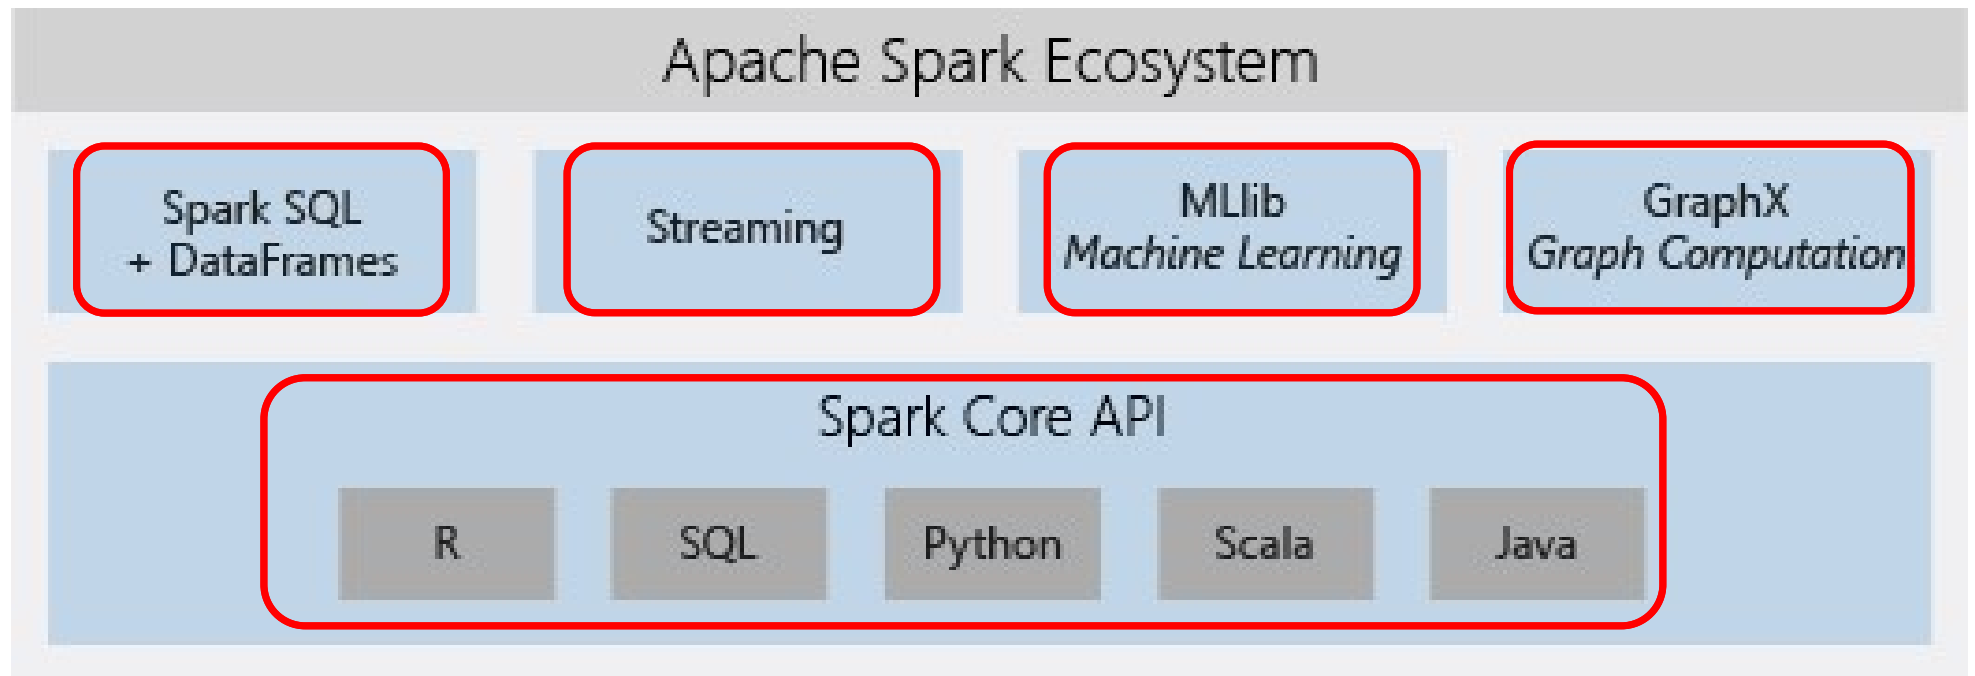 Apache Spark Ecosystem
Spark SQL
+ DataFrames
Streaming
MLlib
Machine Learning
GraphX
Graph Computation
Spark Core API
R
SQL
Python
Scala
Java